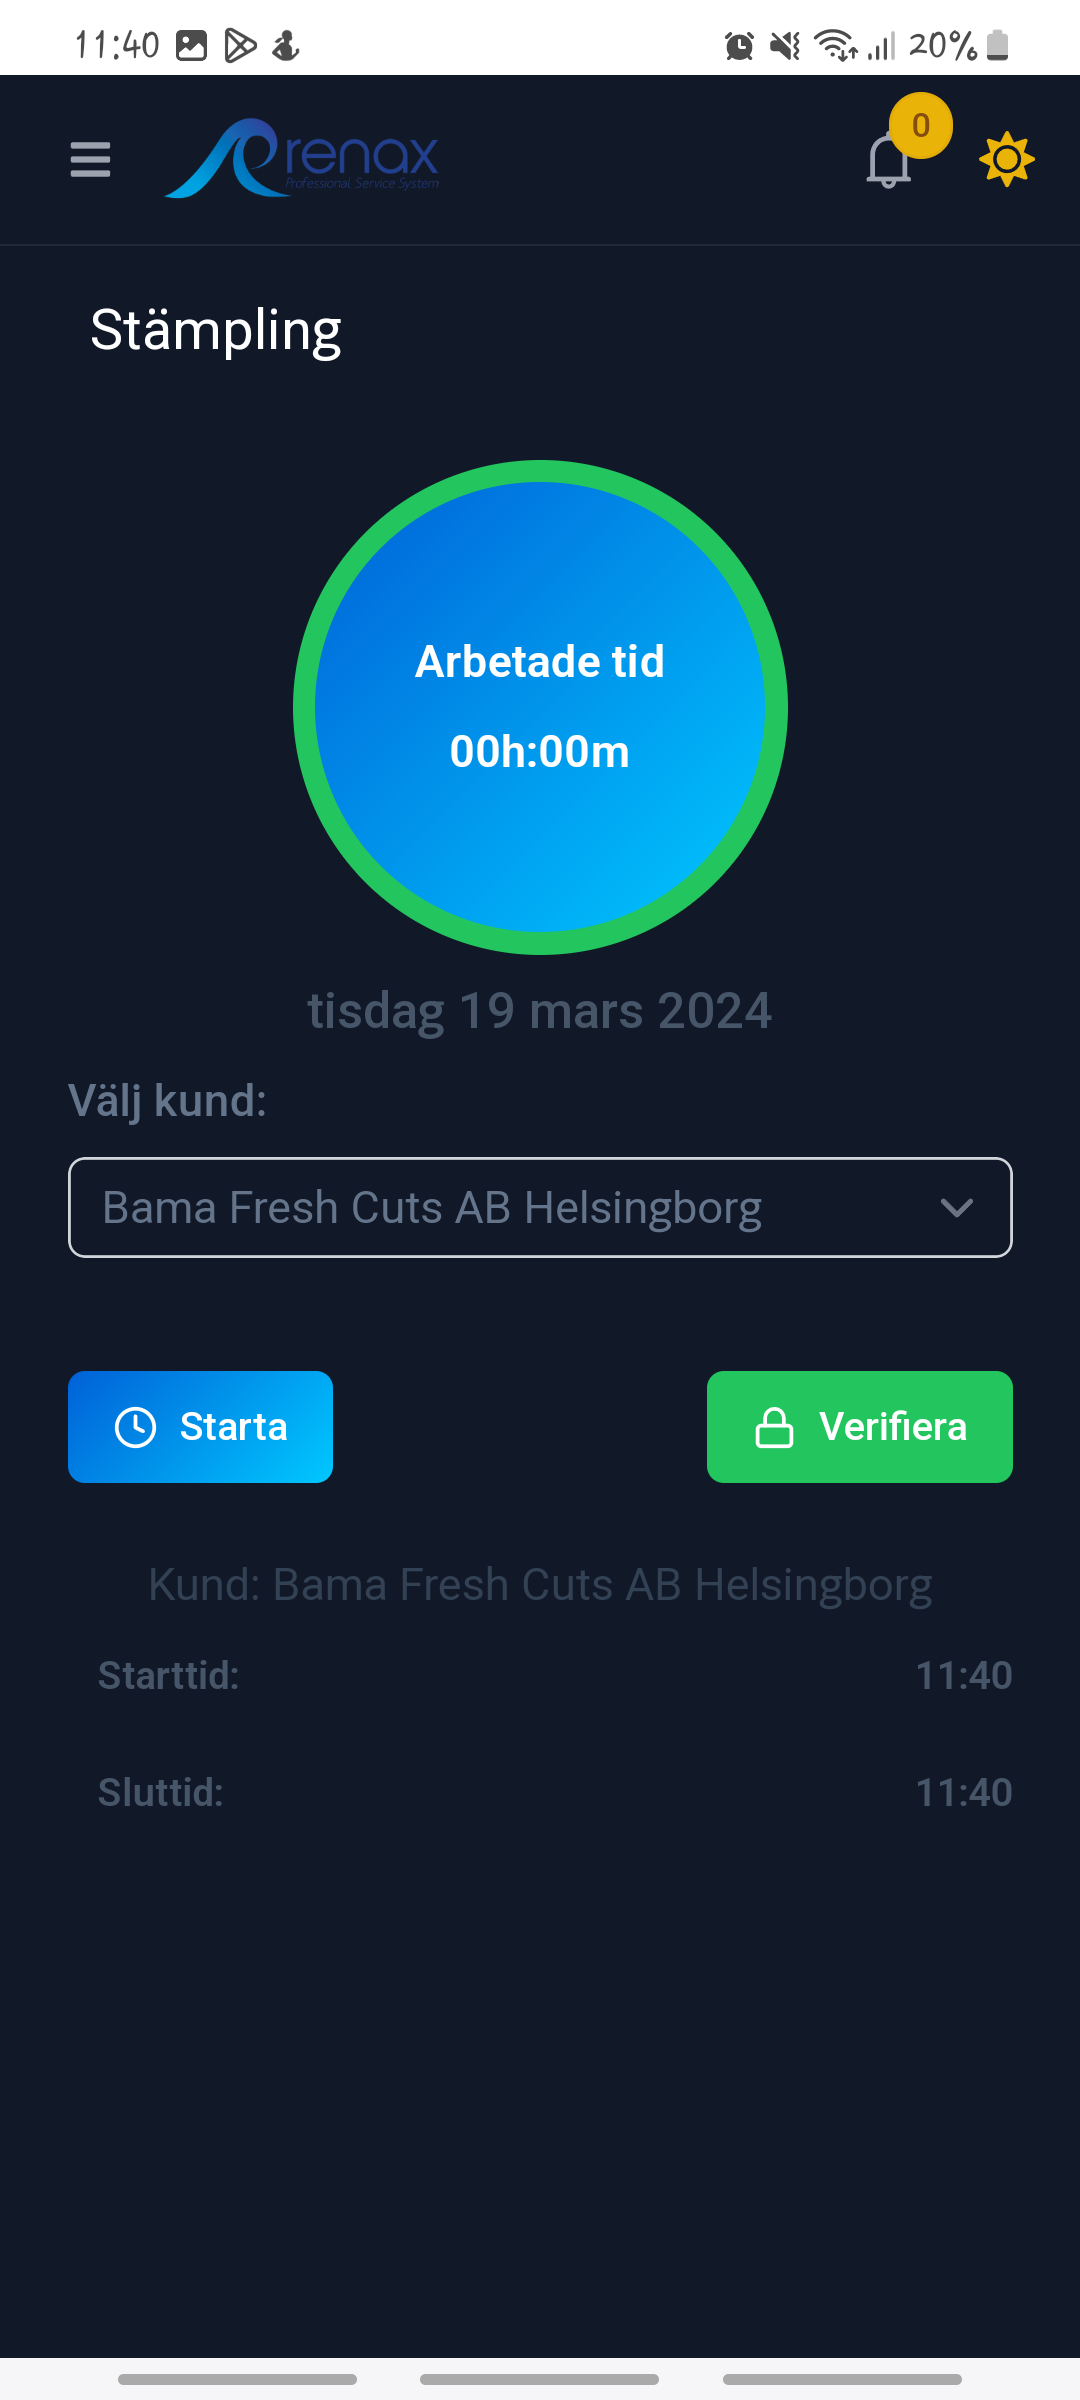 11:40
20%
renax
Professional Service System
0
Stämpling
Arbetade tid
00h:00m
tisdag 19 mars 2024
Välj kund:
Bama Fresh Cuts AB Helsingborg
Starta
Verifiera
Kund: Bama Fresh Cuts AB Helsingborg
Starttid: 11:40
Sluttid: 11:40